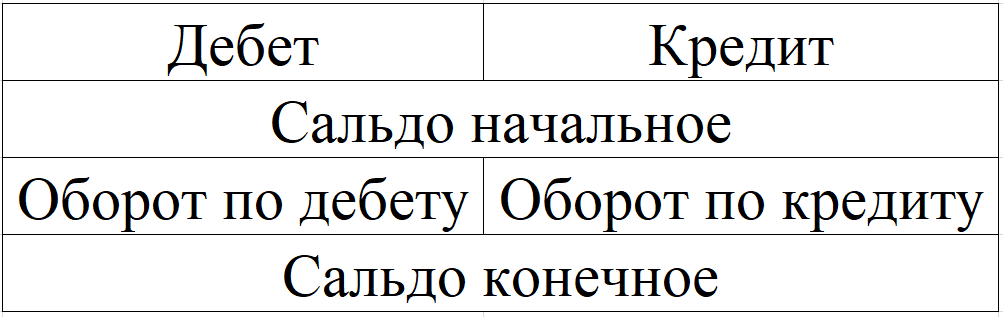 Дебет Кредит
Сальдо начальное
Оборот по дебету Оборот по кредиту
Сальдо конечное